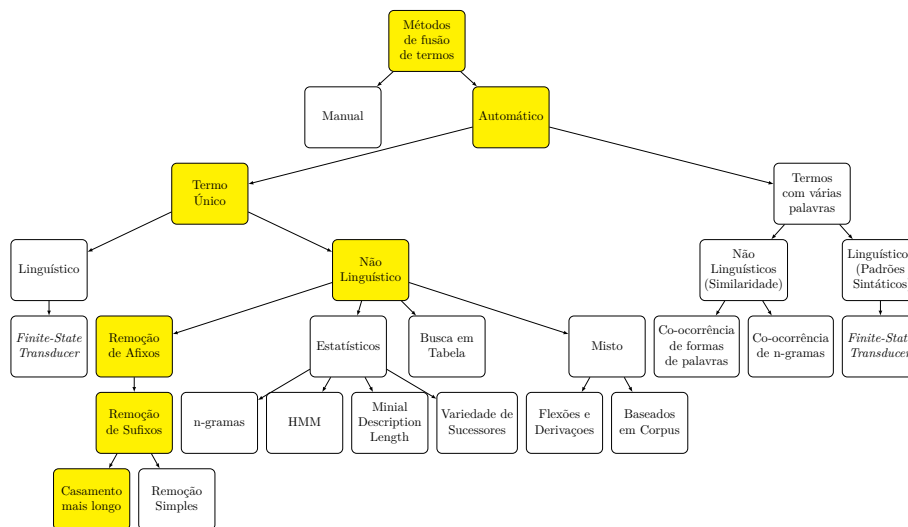 Métodos
de fusão
de termos
Manual
Automático
Termo
Único
Termos
com várias
palavras
Linguístico
Não
Linguístico
Não
Linguísticos
(Similaridade)
Linguísticos
(Padrões
Sintáticos)
Finite-State
Transducer
Remoção
de Afixos
Estatísticos
Busca em
Tabela
Misto
Co-ocorrência
de formas
de palavras
Co-ocorrência
de n-gramas
Finite-State
Transducer
Remoção
de Sufixos
n-gramas
HMM
Minial
Description
Length
Variedade de
Sucessores
Flexões e
Derivaçoes
Baseados
em Corpus
Casamento
mais longo
Remoção
Simples